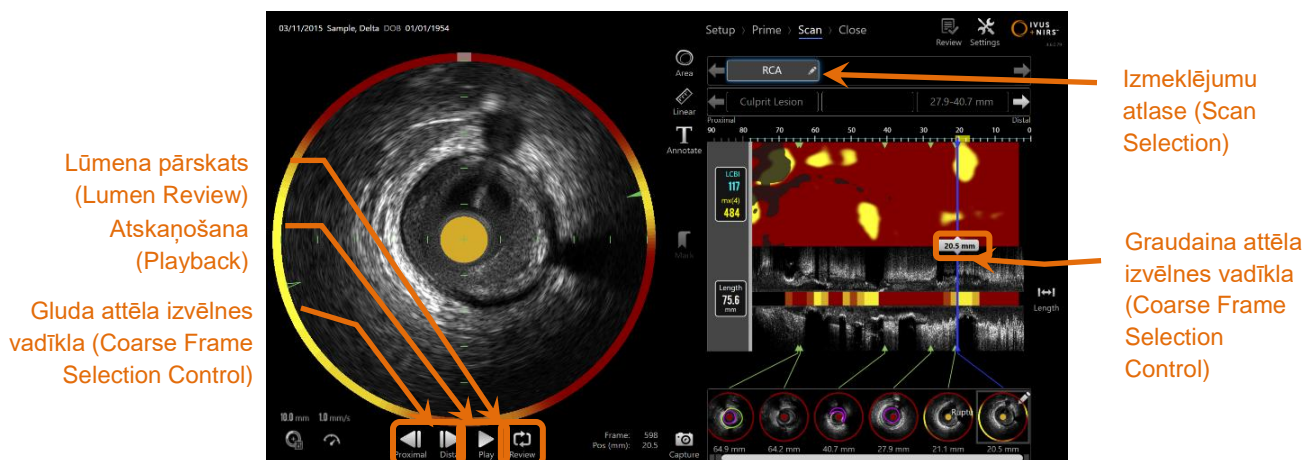 03/11/2015 Sample, Delta DOB 01/01/1954
Setup > Prime > Scan > Close
Review
Settings
IVUS
+NIRS
Area
RCA
Linear
Culprit Lesion
27.9-40.7 mm
Proximal
Distal
90 80 70 60 50 40 30 20 10 0
T
Annotate
LCBI
117
mx(4)
484
Mark
20.5 mm
Length
75.6
mm
Length
Lūmena pārskats
(Lumen Review)
Atskaņošana
(Playback)
Gluda attēla izvēlnes
vadīkla (Coarse Frame
Selection Control)
Izmeklējumu
atlase (Scan
Selection)
Graudaina attēla
izvēlnes vadīkla
(Coarse Frame
Selection
Control)
10.0 mm 1.0 mm/s
Proximal
Distal
Play
Review
Frame: 598
Pos (mm): 20.5
Capture
Ruptu
64.9 mm
64.2 mm
40.7 mm
27.9 mm
21.1 mm
20.5 mm